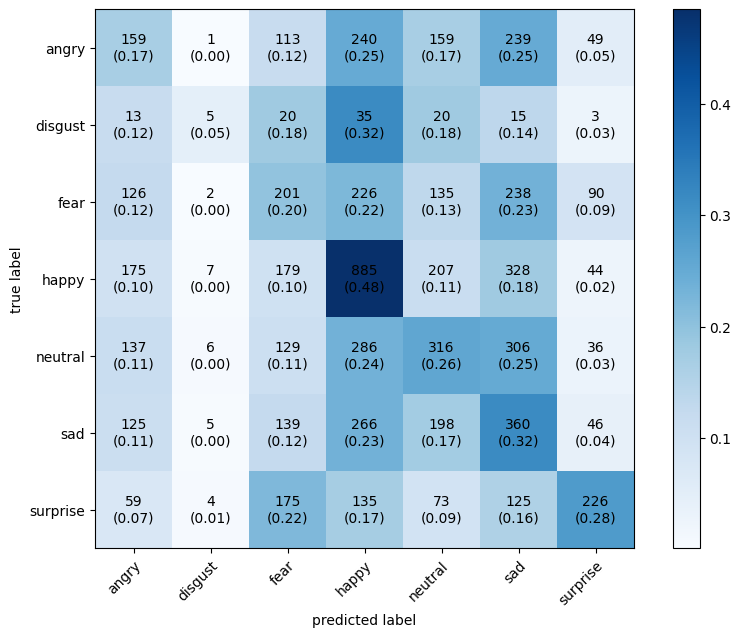 angry 159 1 113 240 159 239 49
(0.17) (0.00) (0.12) (0.25) (0.17) (0.25) (0.05)
disgust 13 5 20 35 20 15 3
(0.12) (0.05) (0.18) (0.32) (0.18) (0.14) (0.03)
fear 126 2 201 226 135 238 90
(0.12) (0.00) (0.20) (0.22) (0.13) (0.23) (0.09)
happy 175 7 179 885 207 328 44
(0.10) (0.00) (0.10) (0.48) (0.11) (0.18) (0.02)
neutral 137 6 129 286 316 306 36
(0.11) (0.00) (0.11) (0.24) (0.26) (0.25) (0.03)
sad 125 5 139 266 198 360 46
(0.11) (0.00) (0.12) (0.23) (0.17) (0.32) (0.04)
surprise 59 4 175 135 73 125 226
(0.07) (0.01) (0.22) (0.17) (0.09) (0.16) (0.28)
angry disgust fear happy neutral sad surprise
predicted label
true label
0.4
0.3
0.2
0.1